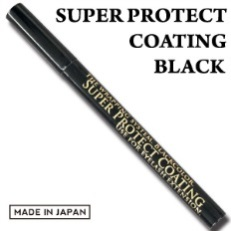 SUPER PROTECT
COATING
BLACK
SUPER PROTECT COATING
MADE IN JAPAN